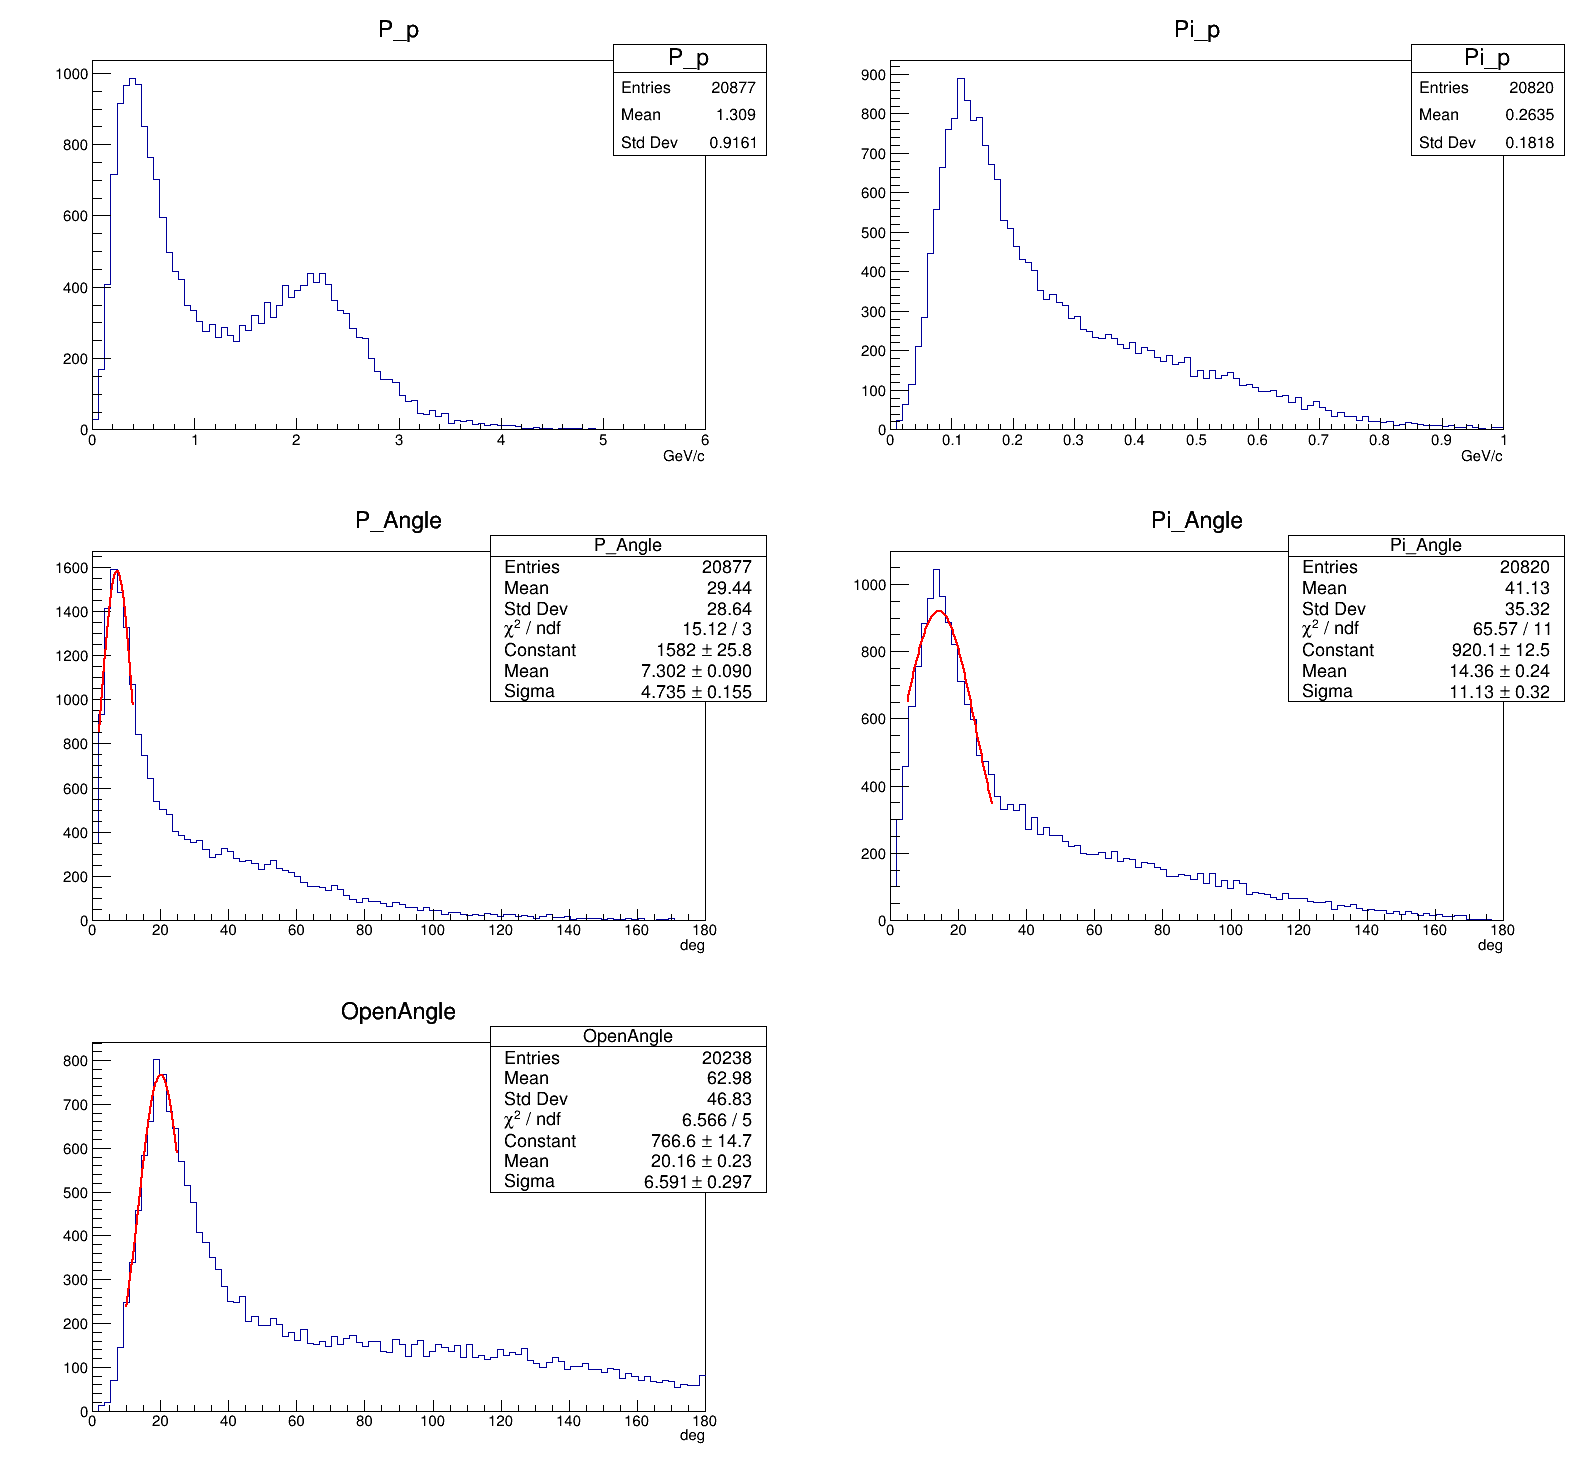 P_p
P_p
Entries 20877
Mean 1.309
Std Dev 0.9161
1000
800
600
400
200
0
0 1 2 3 4 5 6
GeV/c
Pi_p
Pi_p
Entries 20820
Mean 0.2635
Std Dev 0.1818
900
800
700
600
500
400
300
200
100
0
0 0.1 0.2 0.3 0.4 0.5 0.6 0.7 0.8 0.9 1
GeV/c
P_Angle
P_Angle
Entries 20877
Mean 29.44
Std Dev 28.64
χ² / ndf 15.12 / 3
Constant 1582 ± 25.8
Mean 7.302 ± 0.090
Sigma 4.735 ± 0.155
1600
1400
1200
1000
800
600
400
200
0
0 20 40 60 80 100 120 140 160 180
deg
Pi_Angle
Pi_Angle
Entries 20820
Mean 41.13
Std Dev 35.32
χ² / ndf 65.57 / 11
Constant 920.1 ± 12.5
Mean 14.36 ± 0.24
Sigma 11.13 ± 0.32
1000
800
600
400
200
0
0 20 40 60 80 100 120 140 160 180
deg
OpenAngle
OpenAngle
Entries 20238
Mean 62.98
Std Dev 46.83
χ² / ndf 6.566 / 5
Constant 766.6 ± 14.7
Mean 20.16 ± 0.23
Sigma 6.591 ± 0.297
800
700
600
500
400
300
200
100
0
0 20 40 60 80 100 120 140 160 180
deg